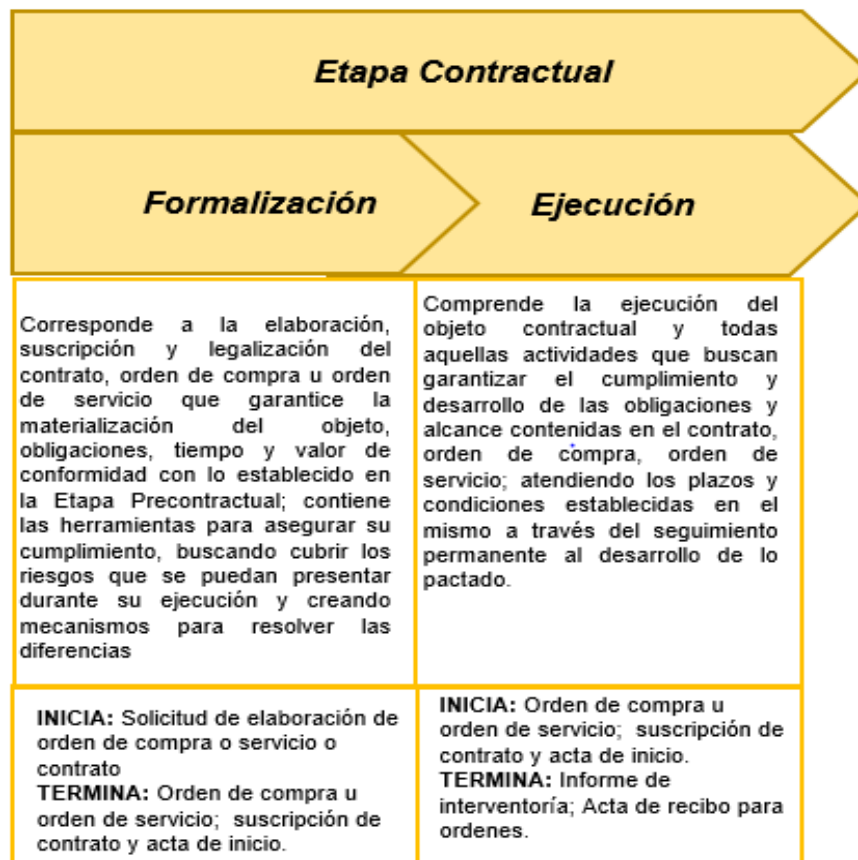 Etapa Contractual
Formalización
Ejecución
Corresponde a la elaboración,
suscripción y legalización del
contrato, orden de compra u orden
de servicio que garantice la
materialización del objeto,
obligaciones, tiempo y valor de
conformidad con lo establecido en
la Etapa Precontractual; contiene
las herramientas para asegurar su
cumplimiento, buscando cubrir los
riesgos que se puedan presentar
durante su ejecución y creando
mecanismos para resolver las
diferencias
Comprende la ejecución del
objeto contractual y todas
aquellas actividades que buscan
garantizar el cumplimiento y
desarrollo de las obligaciones y
alcance contenidas en el contrato,
orden de compra, orden de
servicio; atendiendo los plazos y
condiciones establecidas en el
mismo a través del seguimiento
permanente al desarrollo de lo
pactado.
INICIA: Solicitud de elaboración de
orden de compra o servicio o
contrato
TERMINA: Orden de compra u
orden de servicio; suscripción de
contrato y acta de inicio.
INICIA: Orden de compra u
orden de servicio; suscripción de
contrato y acta de inicio.
TERMINA: Informe de
interventoría; Acta de recibo para
ordenes.